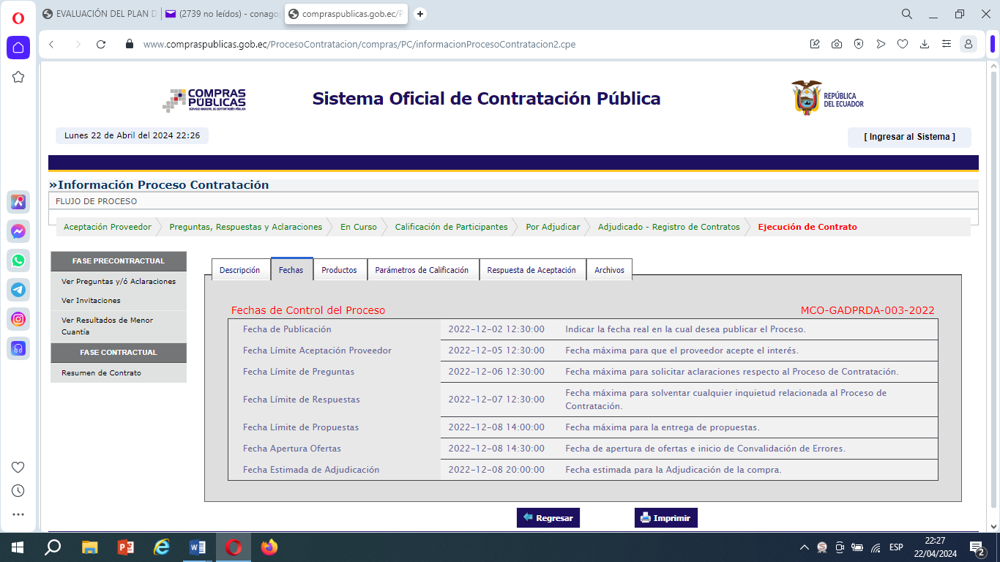 EVALUACIÓN DEL PLAN D
(2739 no leídos) - conago
compraspublicas.gob.ec/P
www.compraspublicas.gob.ec/ProcesoContratacion/compras/PC/informacionProcesoContratacion2.cpe
COMPRAS
PÚBLICAS
SERVICIO NACIONAL DE CONTRATACIÓN PÚBLICA
Sistema Oficial de Contratación Pública
REPÚBLICA
DEL ECUADOR
Lunes 22 de Abril del 2024 22:26
[ Ingresar al Sistema ]
»Información Proceso Contratación
FLUJO DE PROCESO
Aceptación Proveedor
Preguntas, Respuestas y Aclaraciones
En Curso
Calificación de Participantes
Por Adjudicar
Adjudicado - Registro de Contratos
Ejecución de Contrato
FASE PRECONTRACTUAL
Ver Preguntas y/ó Aclaraciones
Ver Invitaciones
Ver Resultados de Menor
Cuantía
FASE CONTRACTUAL
Resumen de Contrato
Descripción
Fechas
Productos
Parámetros de Calificación
Respuesta de Aceptación
Archivos
Fechas de Control del Proceso
MCO-GADPRDA-003-2022
Fecha de Publicación 2022-12-02 12:30:00 Indicar la fecha real en la cual desea publicar el Proceso.
Fecha Límite Aceptación Proveedor 2022-12-05 12:30:00 Fecha máxima para que el proveedor acepte el interés.
Fecha Límite de Preguntas 2022-12-06 12:30:00 Fecha máxima para solicitar aclaraciones respecto al Proceso de Contratación.
Fecha Límite de Respuestas 2022-12-07 12:30:00 Fecha máxima para solventar cualquier inquietud relacionada al Proceso de
Contratación.
Fecha Límite de Propuestas 2022-12-08 14:00:00 Fecha máxima para la entrega de propuestas.
Fecha Apertura Ofertas 2022-12-08 14:30:00 Fecha de apertura de ofertas e inicio de Convalidación de Errores.
Fecha Estimada de Adjudicación 2022-12-08 20:00:00 Fecha estimada para la Adjudicación de la compra.
Regresar
Imprimir
ESP
22:27
22/04/2024
2